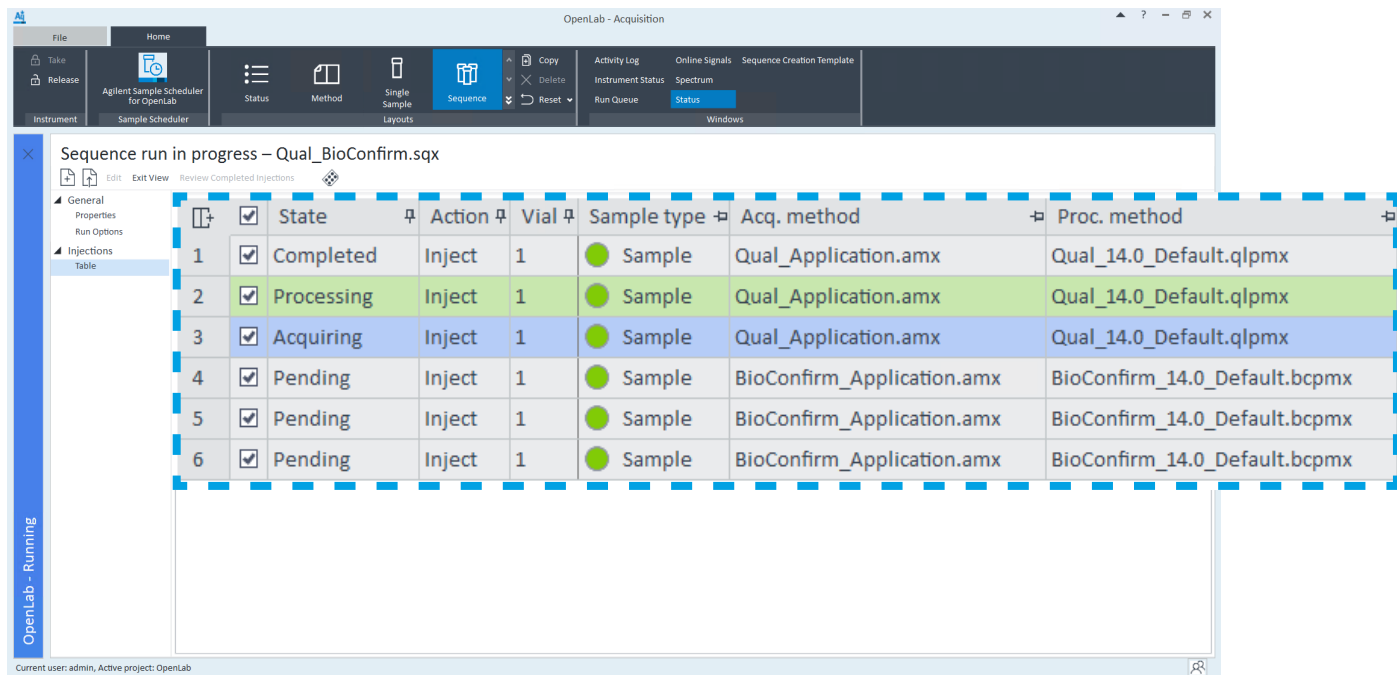 OpenLab - Acquisition
File Home
Take
Release
Instrument
Agilent Sample Scheduler
for OpenLab
Sample Scheduler
Status
Method
Single
Sample
Sequence
Copy
Delete
Reset
Layouts
Activity Log Online Signals Sequence Creation Template
Instrument Status Spectrum
Run Queue Status
Windows
Sequence run in progress – Qual_BioConfirm.sqx
Edit Exit View Review Completed Injections
General
Properties
Run Options
Injections
Table
State Action Vial Sample type Acq. method Proc. method
1 Completed Inject 1 Sample Qual_Application.amx Qual_14.0_Default.qlpmx
2 Processing Inject 1 Sample Qual_Application.amx Qual_14.0_Default.qlpmx
3 Acquiring Inject 1 Sample Qual_Application.amx Qual_14.0_Default.qlpmx
4 Pending Inject 1 Sample BioConfirm_Application.amx BioConfirm_14.0_Default.bcpmx
5 Pending Inject 1 Sample BioConfirm_Application.amx BioConfirm_14.0_Default.bcpmx
6 Pending Inject 1 Sample BioConfirm_Application.amx BioConfirm_14.0_Default.bcpmx
OpenLab - Running
Current user: admin, Active project: OpenLab